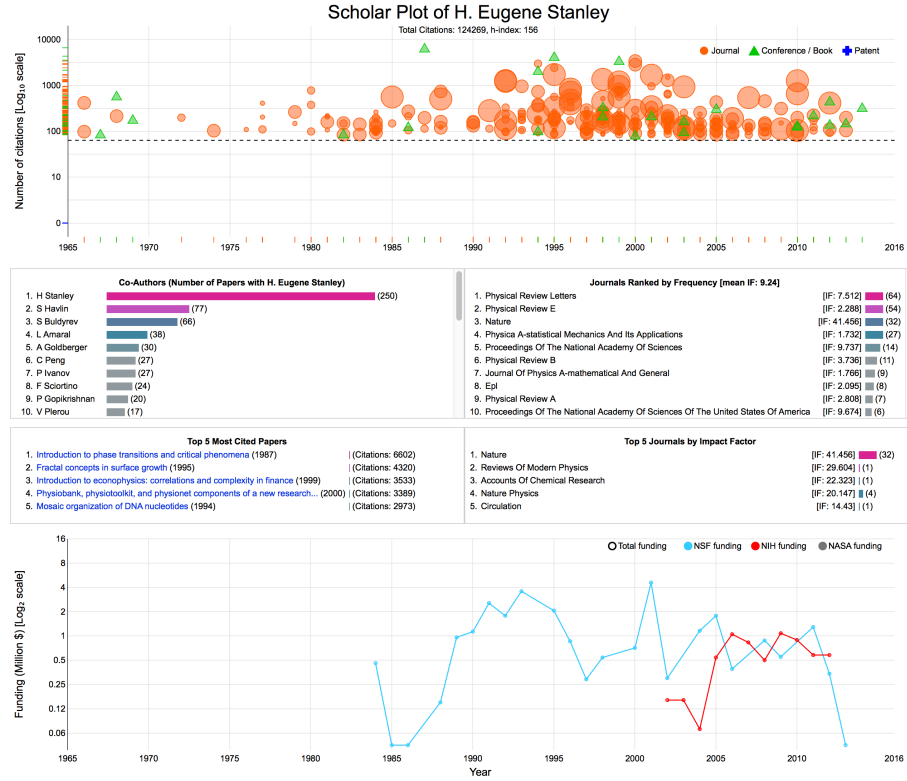 Scholar Plot of H. Eugene Stanley
Total Citations: 124269, h-index: 156
Journal Conference / Book Patent
Number of citations [Log10 scale]
10000
1000
100
10
0
1965 1970 1975 1980 1985 1990 1995 2000 2005 2010 2016
Co-Authors (Number of Papers with H. Eugene Stanley)
1. H Stanley (250)
2. S Havlin (77)
3. S Buldyrev (66)
4. L Amaral (38)
5. A Goldberger (30)
6. C Peng (27)
7. P Ivanov (27)
8. F Sciortino (24)
9. P Gopikrishnan (20)
10. V Plerou (17)
Journals Ranked by Frequency [mean IF: 9.24]
1. Physical Review Letters [IF: 7.512] (64)
2. Physical Review E [IF: 2.288] (54)
3. Nature [IF: 41.456] (32)
4. Physica A-statistical Mechanics And Its Applications [IF: 1.732] (27)
5. Proceedings Of The National Academy Of Sciences [IF: 9.737] (14)
6. Physical Review B [IF: 3.736] (11)
7. Journal Of Physics A-mathematical And General [IF: 1.766] (9)
8. Epl [IF: 2.095] (8)
9. Physical Review A [IF: 2.808] (7)
10. Proceedings Of The National Academy Of Sciences Of The United States Of America [IF: 9.674] (6)
Top 5 Most Cited Papers
1. Introduction to phase transitions and critical phenomena (1987) (Citations: 6602)
2. Fractal concepts in surface growth (1995) (Citations: 4320)
3. Introduction to econophysics: correlations and complexity in finance (1999) (Citations: 3533)
4. Physiobank, physiotoolkit, and physionet components of a new research... (2000) (Citations: 3389)
5. Mosaic organization of DNA nucleotides (1994) (Citations: 2973)
Top 5 Journals by Impact Factor
1. Nature [IF: 41.456] (32)
2. Reviews Of Modern Physics [IF: 29.604] (1)
3. Accounts Of Chemical Research [IF: 22.323] (1)
4. Nature Physics [IF: 20.147] (4)
5. Circulation [IF: 14.43] (1)
Total funding NSF funding NIH funding NASA funding
Funding (Million $) [Log2 scale]
16
8
4
2
1
0.5
0.25
0.12
0.06
1965 1970 1975 1980 1985 1990 1995 2000 2005 2010 2016
Year